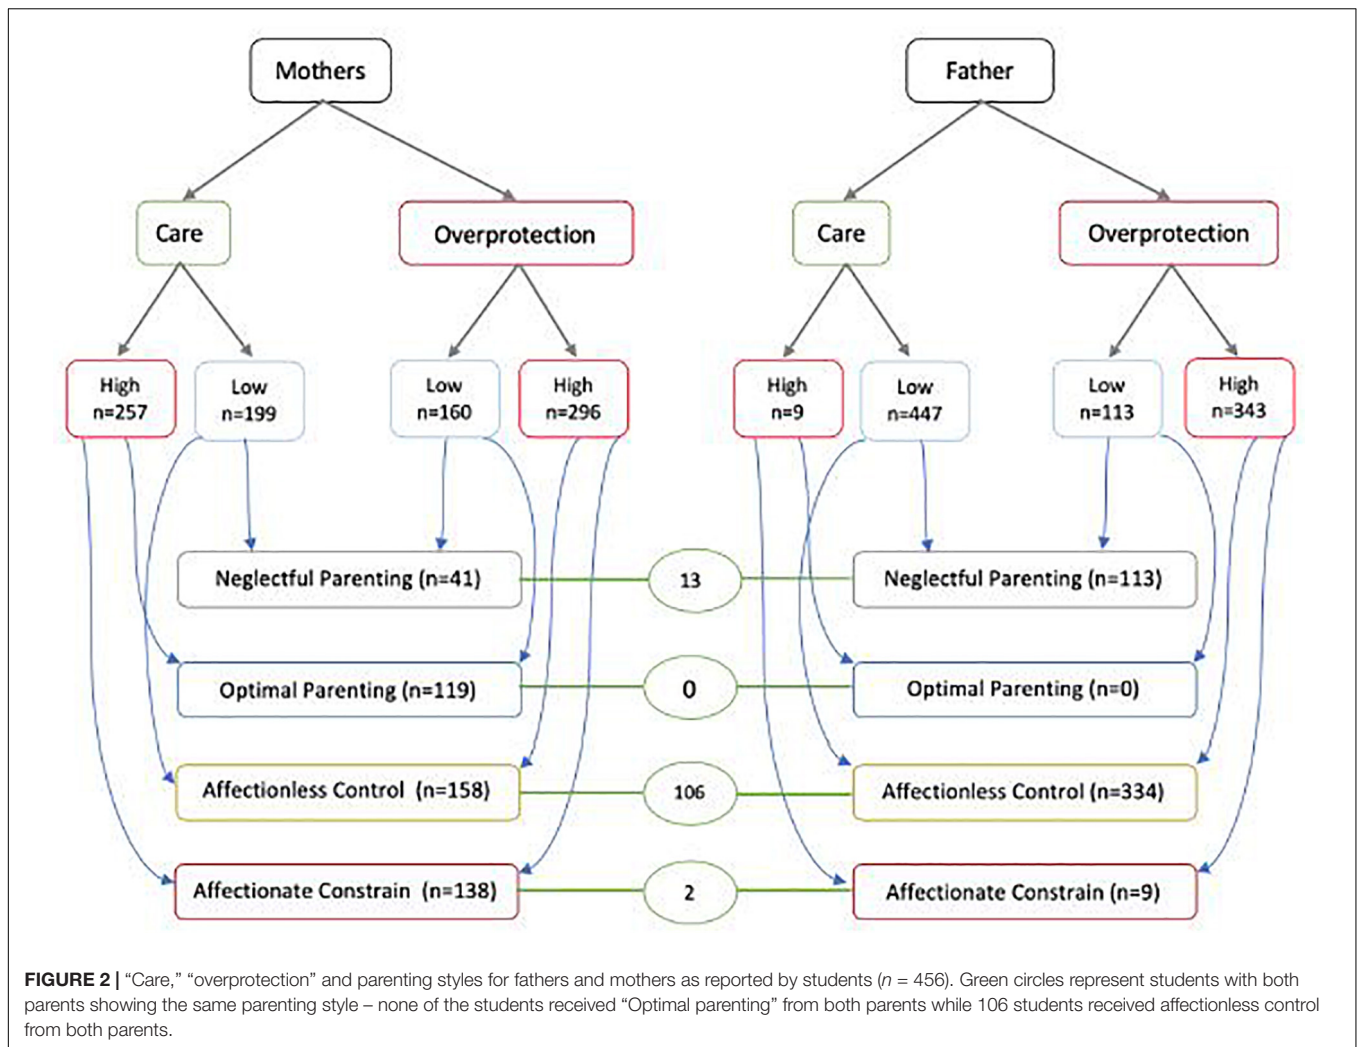 Mothers
Father
Care
Overprotection
Care
Overprotection
High
n=257
Low
n=199
Low
n=160
High
n=296
High
n=9
Low
n=447
Low
n=113
High
n=343
Neglectful Parenting (n=41)
13
Neglectful Parenting (n=113)
Optimal Parenting (n=119)
0
Optimal Parenting (n=0)
Affectionless Control (n=158)
106
Affectionless Control (n=334)
Affectionate Constrain (n=138)
2
Affectionate Constrain (n=9)
FIGURE 2 | “Care,” “overprotection” and parenting styles for fathers and mothers as reported by students (n = 456). Green circles represent students with both
parents showing the same parenting style – none of the students received “Optimal parenting” from both parents while 106 students received affectionless control
from both parents.